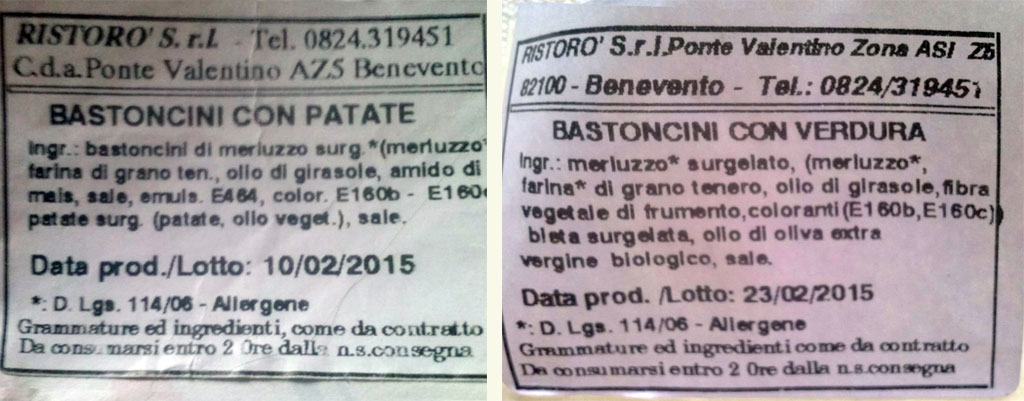 RISTORO' S. r.l. - Tel. 0824.319451
C.d.a. Ponte Valentino AZ5 Benevento
BASTONCINI CON PATATE
Ingr.: bastoncini di merluzzo surg.*(merluzzo*
farina di grano ten., olio di girasole, amido di
mais, sale, emuls. E464, color. E160b - E160c
patate surg. (patate, olio veget.), sale.
Data prod./Lotto: 10/02/2015
*: D. Lgs. 114/06 - Allergene
Grammature ed ingredienti, come da contratto
Da consumarsi entro 2 Ore dalla n.s.consegna
RISTORO' S.r.l.Ponte Valentino Zona ASI Z5
82100 - Benevento - Tel.: 0824/319451
BASTONCINI CON VERDURA
Ingr.: merluzzo* surgelato, (merluzzo*,
farina* di grano tenero, olio di girasole,fibra
vegetale di frumento,coloranti(E160b,E160c))
bieta surgelata, olio di oliva extra
vergine biologico, sale.
Data prod. /Lotto: 23/02/2015
*: D. Lgs. 114/06 - Allergene
Grammature ed ingredienti come da contratto
Da consumarsi entro 2 Ore dalla n.s.consegna